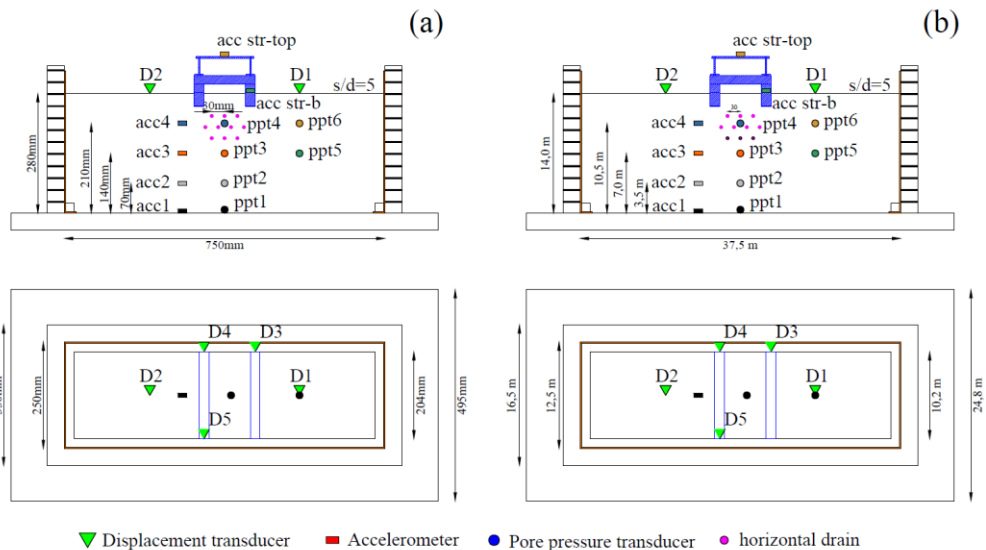 (a)
acc str-top
D2
D1
s/d=5
acc str-b
30mm
acc4
ppt4
ppt6
acc3
ppt3
ppt5
acc2
ppt2
acc1
ppt1
280mm
210mm
140mm
70mm
750mm
D4
D3
D2
D1
D5
250mm
204mm
495mm
(b)
acc str-top
D2
D1
s/d=5
acc str-b
30
acc4
ppt4
ppt6
acc3
ppt3
ppt5
acc2
ppt2
acc1
ppt1
14,0 m
10,5 m
7,0 m
3,5 m
37,5 m
D4
D3
D2
D1
D5
16,5 m
12,5 m
10,2 m
24,8 m
Displacement transducer
Accelerometer
Pore pressure transducer
horizontal drain